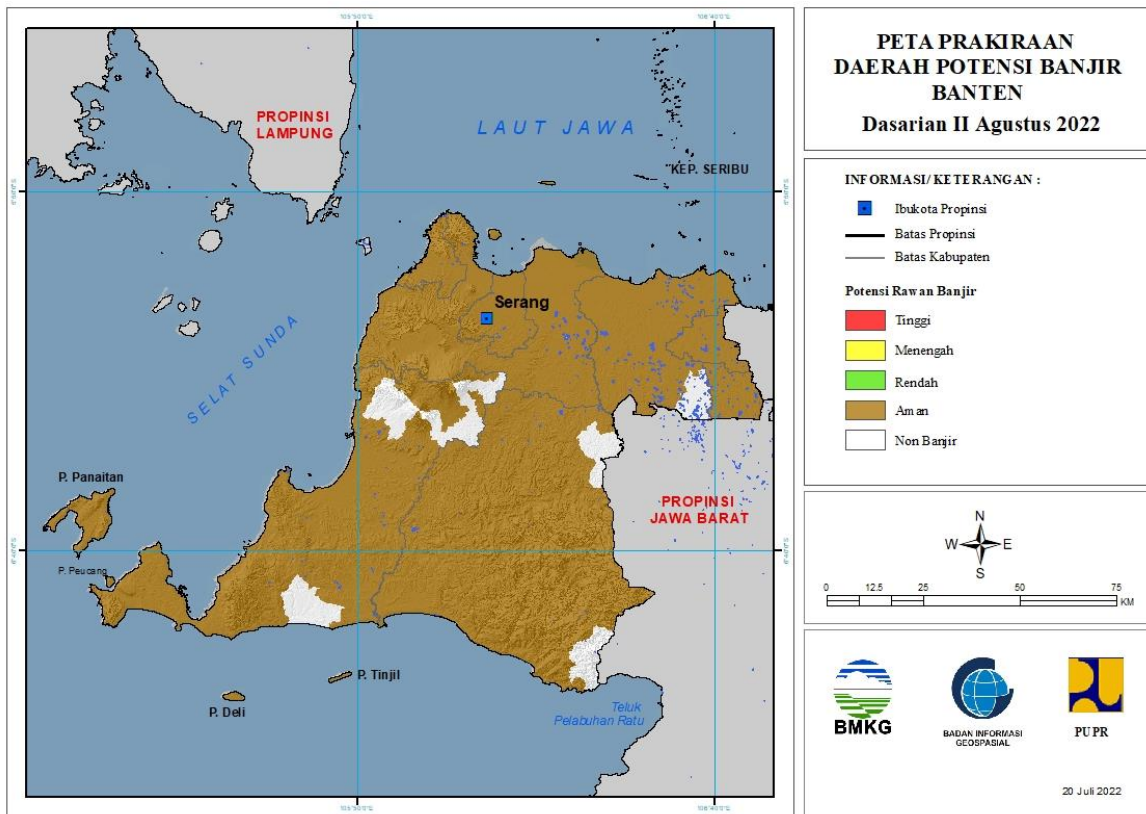 PETA PRAKIRAAN
DAERAH POTENSI BANJIR
BANTEN
Dasarian II Agustus 2022
INFORMASI/KETERANGAN :
Ibukota Propinsi
Batas Propinsi
Batas Kabupaten
Potensi Rawan Banjir
Tinggi
Menengah
Rendah
Aman
Non Banjir
N
W E
S
0 12.5 25 50 75
KM
BMKG
BADAN INFORMASI
GEOSPASIAL
PUPR
20 Juli 2022
PROPINSI
LAMPUNG
LAUT JAWA
KEP. SERIBU
Serang
SELAT SUNDA
P. Panaitan
P. Peucang
PROPINSI
JAWA BARAT
P. Tinjil
P. Deli
Teluk
Pelabuhan Ratu